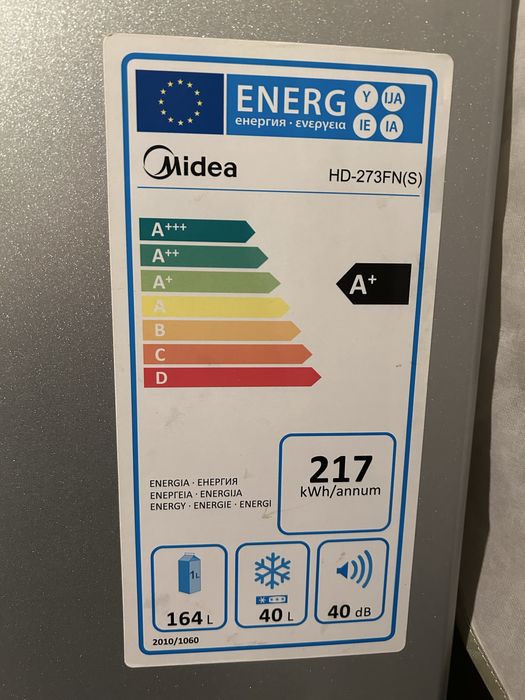 ENERG Y IJA
енергия · ενεργεια IE IA
Midea
HD-273FN(S)
A+++
A++
A+
A+
A
B
C
D
217
kWh/annum
ENERGIA · ЕНЕРГИЯ
ΕΝΕΡΓΕΙΑ · ENERGIJA
ENERGY · ENERGIE · ENERGI
1L
164 L
40 L
40 dB
2010/1060